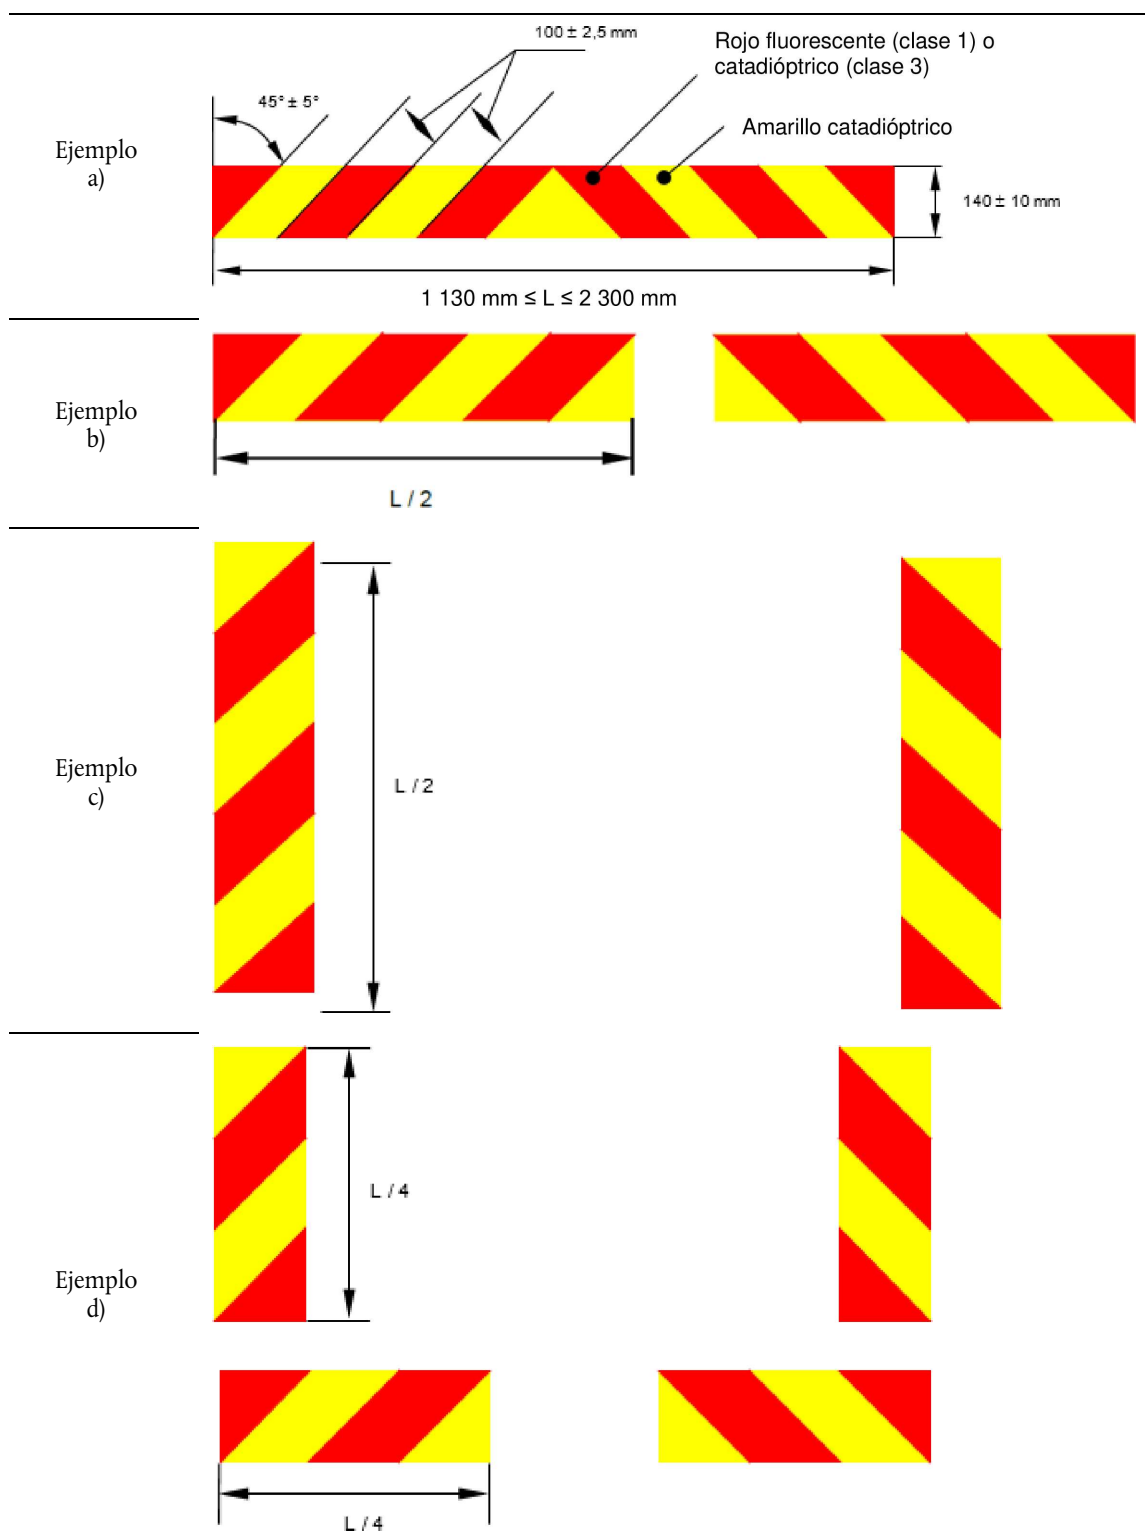 100 ± 2,5 mm
Rojo fluorescente (clase 1) o
catadióptrico (clase 3)
45° ± 5°
Amarillo catadióptrico
Ejemplo
a)
140 ± 10 mm
1 130 mm ≤ L ≤ 2 300 mm
Ejemplo
b)
L / 2
Ejemplo
c)
L / 2
L / 4
Ejemplo
d)
L / 4